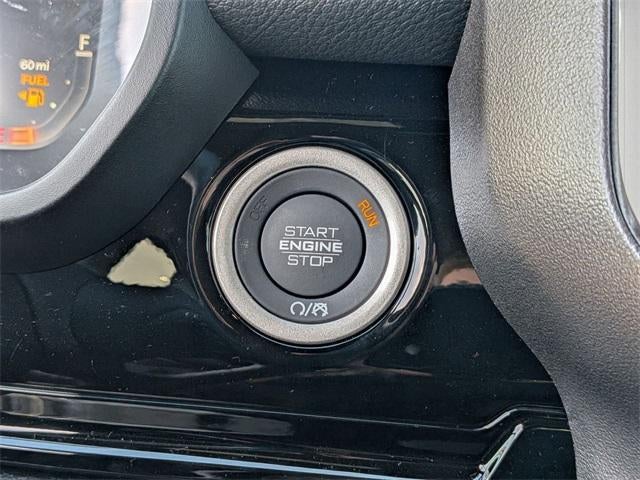 F
60 mi
FUEL
E
OFF
RUN
START
ENGINE
STOP